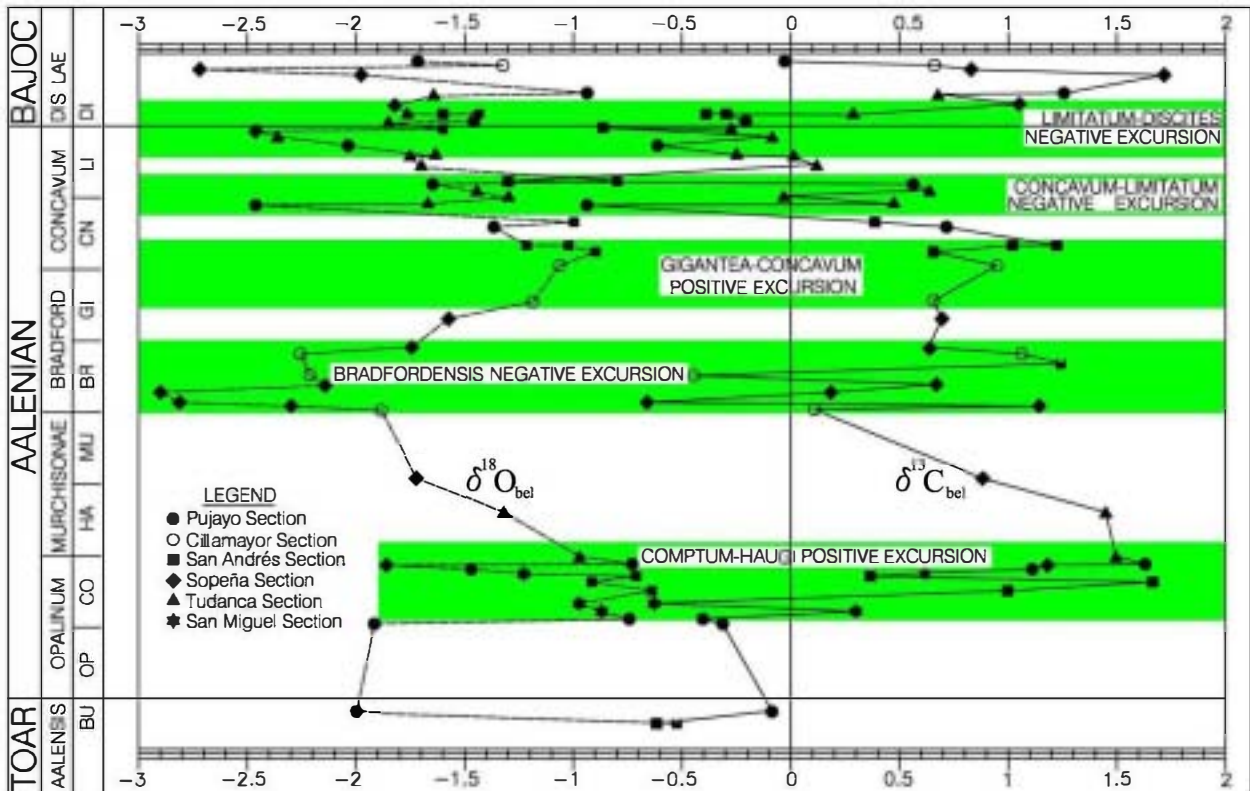 -3 -2 -1.5 -1 -0.5 0 0.5 1 1.5 2
BAJOC
DIS LAE
DI
LIMITATUM-DISCITES
NEGATIVE EXCURSION
AALENIAN
CONCAVUM
LI
CONCAVUM-LIMITATUM
NEGATIVE EXCURSION
CN
GIGANTEA-CONCAVUM
POSITIVE EXCURSION
BRADFORD
GI
BR
BRADFORDENSIS NEGATIVE EXCURSION
MURCHISONAE
MU
δ18Obel
δ13Cbel
HA
LEGEND
Pujayo Section
Cillamayor Section
San Andrés Section
Sopeña Section
Tudanca Section
San Miguel Section
COMPTUM-HAUGI POSITIVE EXCURSION
OPALINUM
CO
OP
TOAR
AALENSIS
BU
-3 -2.5 -2 -1.5 -1 -0.5 0 0.5 1 1.5 2